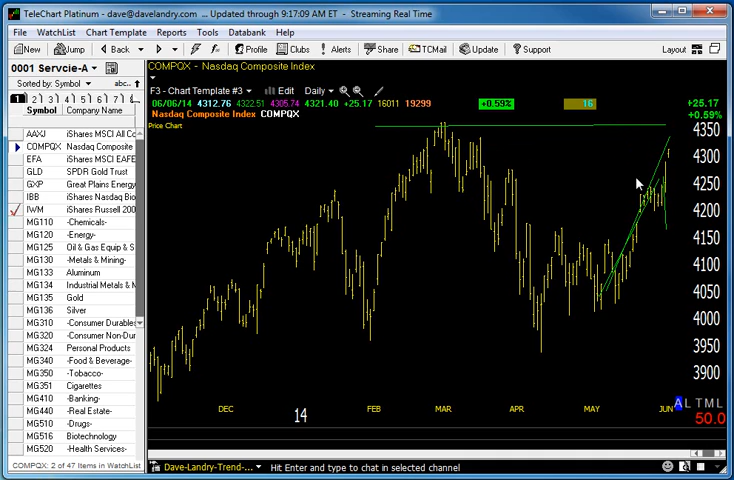 TeleChart Platinum - dave@davelandry.com ... Updated through 9:17:09 AM ET - Streaming Real Time
File WatchList Chart Template Reports Tools Databank Help
New Jump Back Profile Clubs Alerts Share TCMail Update Support Layout
0001 Servcie-A
Sorted by: Symbol abc..
1 2 3 4 5 6 7
Symbol Company Name
AAXJ iShares MSCI All Co
COMPQX Nasdaq Composite
EFA iShares MSCI EAFE
GLD SPDR Gold Trust
GXP Great Plains Energy
IBB iShares Nasdaq Bio
IWM iShares Russell 200
MG110 -Chemicals-
MG120 -Energy-
MG125 Oil & Gas Equip & S
MG130 -Metals & Mining-
MG133 Aluminum
MG134 Industrial Metals &
MG135 Gold
MG136 Silver
MG310 -Consumer Durables
MG320 -Consumer Non-Dur
MG324 Personal Products
MG340 -Food & Beverage-
MG350 -Tobacco-
MG351 Cigarettes
MG410 -Banking-
MG440 -Real Estate-
MG510 -Drugs-
MG516 Biotechnology
MG520 -Health Services-
COMPQX: 2 of 47 Items in WatchList
COMPQX - Nasdaq Composite Index
F3 - Chart Template #3 Edit Daily
06/06/14 4312.76 4322.51 4305.74 4321.40 +25.17 16011 19299 +0.59% 16 +25.17
+0.59%
Nasdaq Composite Index COMPQX
Price Chart
4350
4300
4250
4200
4150
4100
4050
4000
3950
3900
DEC 14 FEB MAR APR MAY JUN
A L T M L
50.0
Dave-Landry-Trend-... Hit Enter and type to chat in selected channel